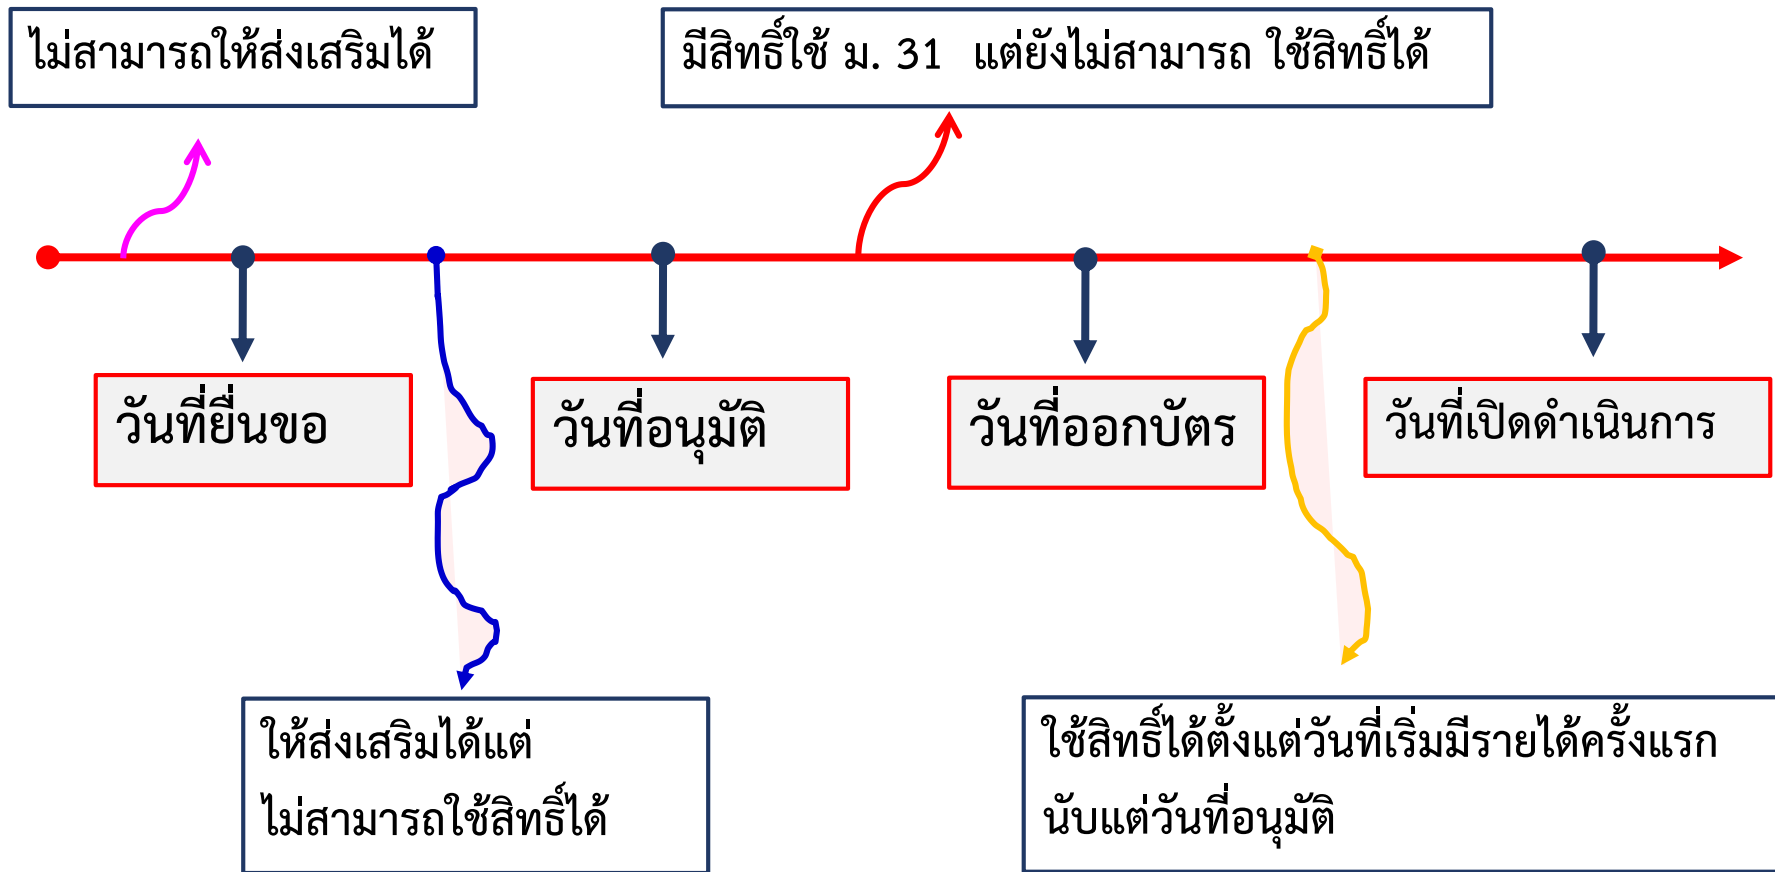 ไม่สามารถให้ส่งเสริมได้
มีสิทธิ์ใช้ ม. 31 แต่ยังไม่สามารถ ใช้สิทธิ์ได้
วันที่ยื่นขอ
วันที่อนุมัติ
วันที่ออกบัตร
วันที่เปิดดำเนินการ
ให้ส่งเสริมได้แต่
ไม่สามารถใช้สิทธิ์ได้
ใช้สิทธิ์ได้ตั้งแต่วันที่เริ่มมีรายได้ครั้งแรก
นับแต่วันที่อนุมัติ